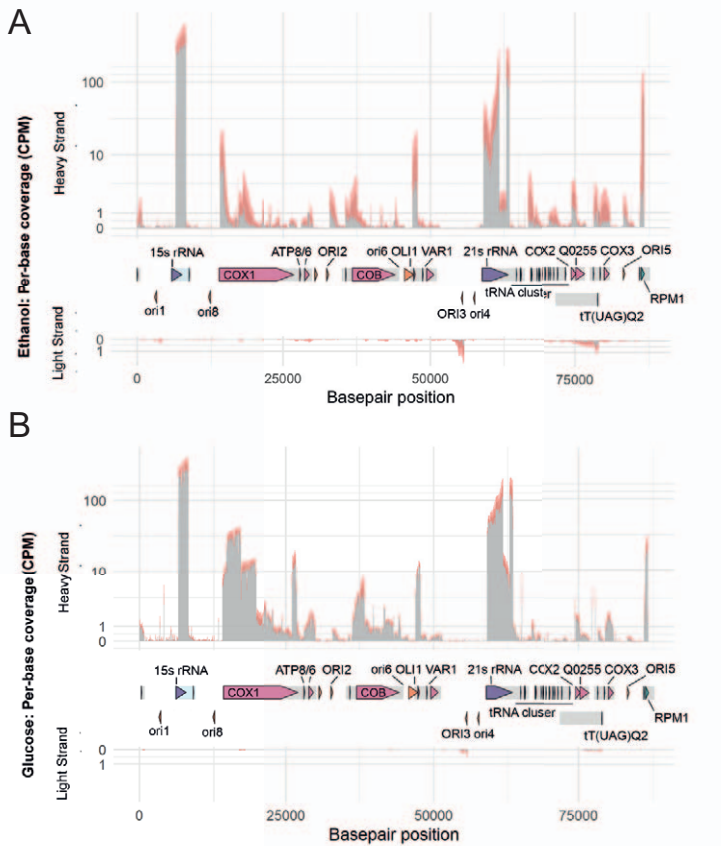 A
Ethanol: Per-base coverage (CPM)
Heavy Strand
100
10
1
0
15s rRNA ATP8/6 ORI2 ori6 OLI1 VAR1 21s rRNA COX2 Q0255 COX3 ORI5
COX1 COB
ori1 ori8 ORI3 ori4 tRNA cluster tT(UAG)Q2 RPM1
Light Strand
0
1
0 25000 50000 75000
Basepair position
B
Glucose: Per-base coverage (CPM)
Heavy Strand
100
10
1
0
15s rRNA ATP8/6 ORI2 ori6 OLI1 VAR1 21s rRNA COX2 Q0255 COX3 ORI5
COX1 COB
ori1 ori8 ORI3 ori4 tRNA cluser tT(UAG)Q2 RPM1
Light Strand
0
1
0 25000 50000 75000
Basepair position